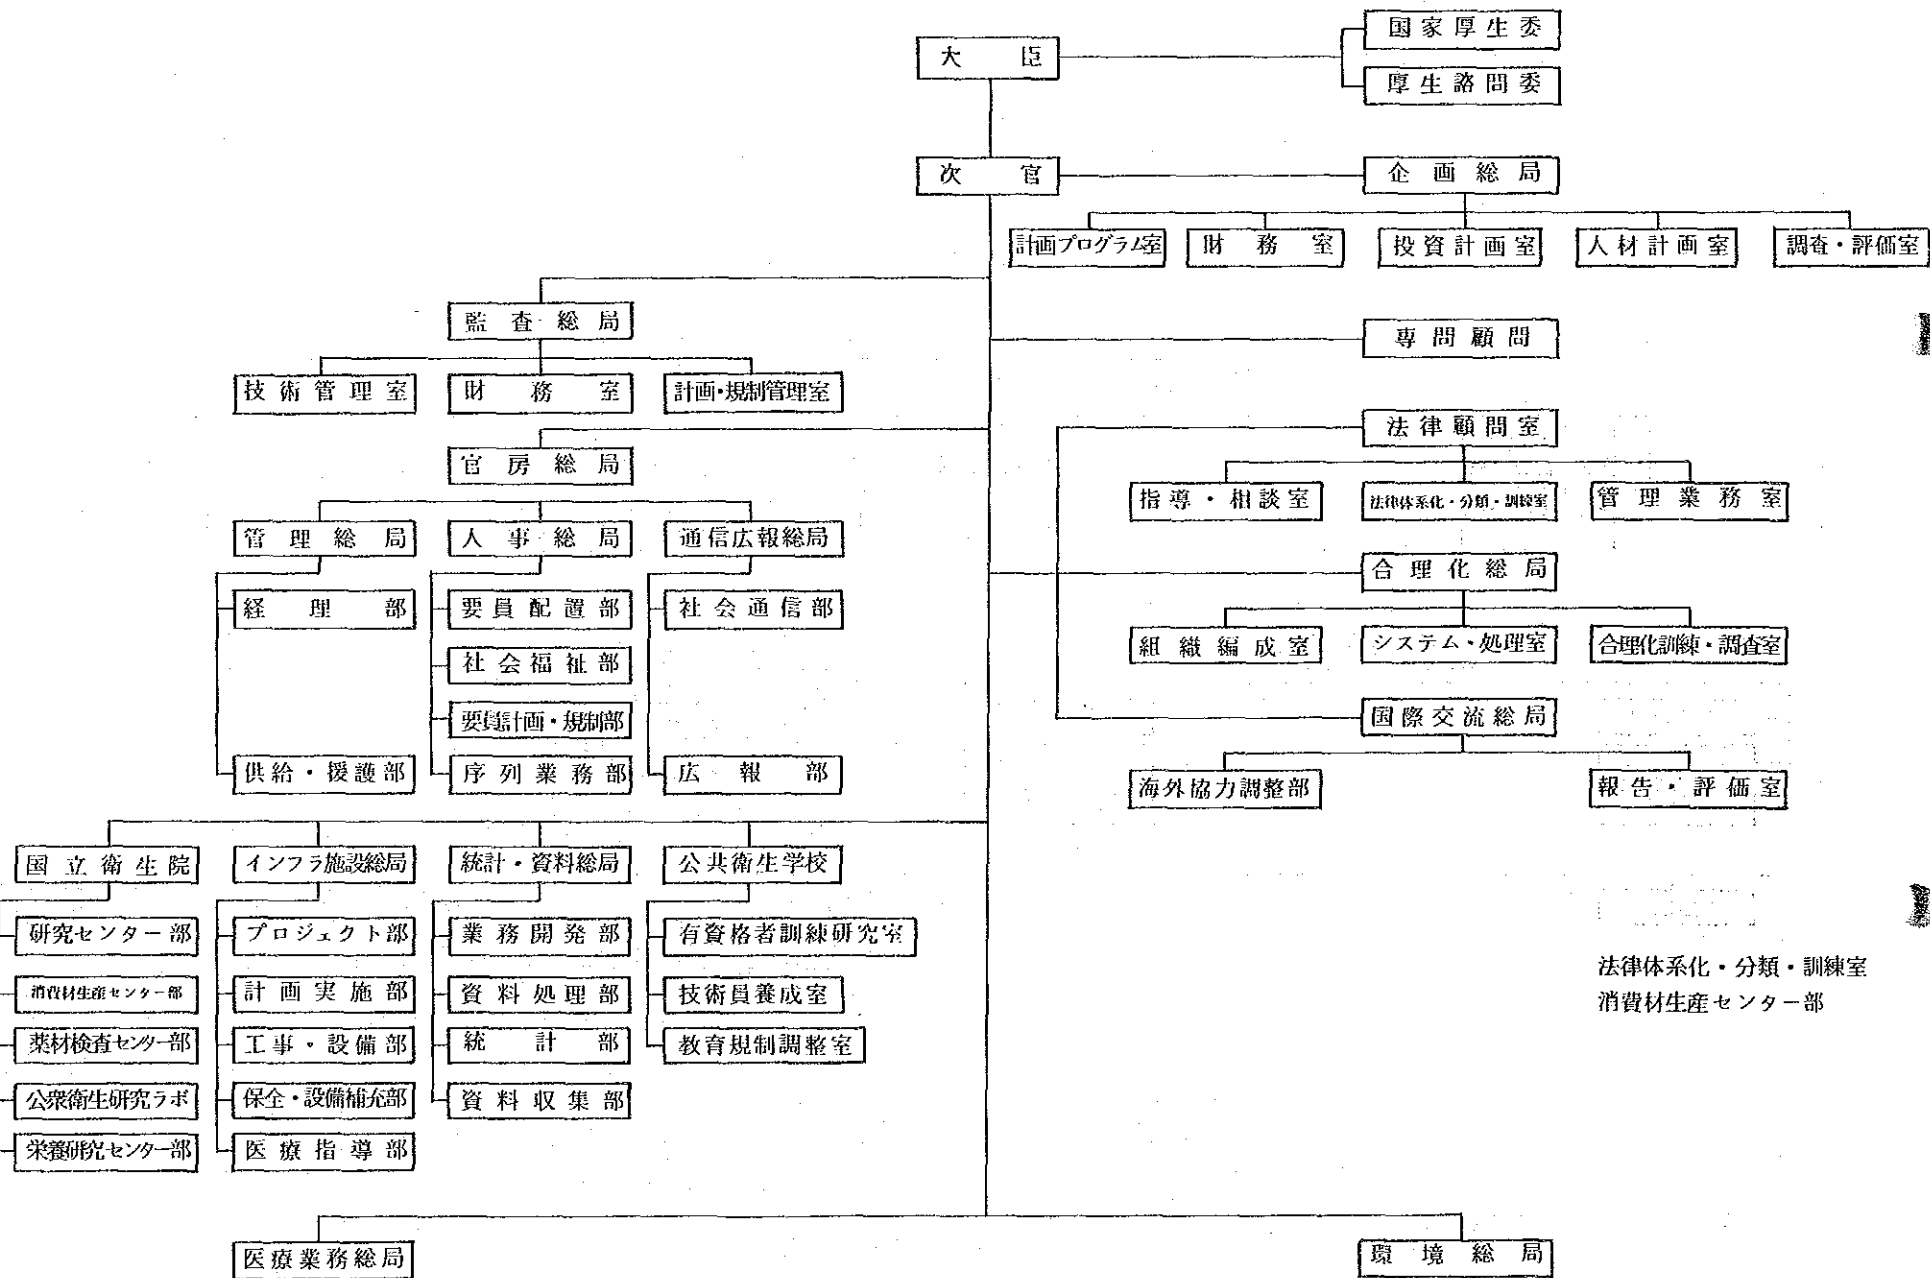 国家厚生委
大臣
厚生諮問委
次官
企画総局
計画プログラム室
財務室
投資計画室
人材計画室
調査・評価室
監査総局
専問顧問
技術管理室
財務室
計画・規制管理室
法律顧問室
官房総局
指導・相談室
法律体系化・分類・訓練室
管理業務室
管理総局
人事総局
通信広報総局
合理化総局
経理部
要員配置部
社会通信部
組織編成室
システム・処理室
合理化訓練・調査室
社会福祉部
要員計画・規制部
国際交流総局
供給・援護部
序列業務部
広報部
海外協力調整部
報告・評価室
国立衛生院
インフラ施設総局
統計・資料総局
公共衛生学校
研究センター部
プロジェクト部
業務開発部
有資格者訓練研究室
消費材生産センター部
計画実施部
資料処理部
技術員養成室
法律体系化・分類・訓練室
消費材生産センター部
薬材検査センター部
工事・設備部
統計部
教育規制調整室
公衆衛生研究ラボ
保全・設備補充部
資料収集部
栄養研究センター部
医療指導部
医療業務総局
環境総局